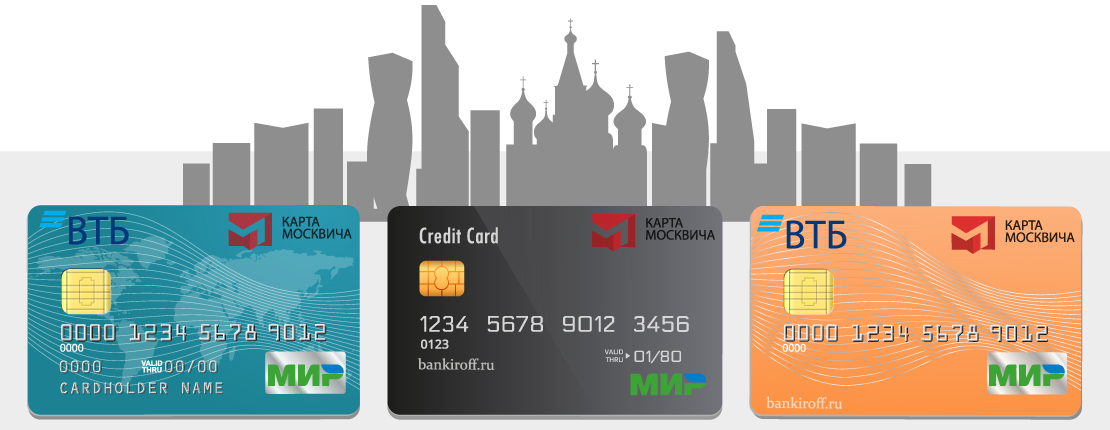 ВТБ
КАРТА
МОСКВИЧА
0000 1234 5678 9012
0000
0000 VALID THRU 00/00
CARDHOLDER NAME
МИР
Credit Card
КАРТА
МОСКВИЧА
1234 5678 9012 3456
0123
VALID THRU 01/80
bankiroff.ru
МИР
ВТБ
КАРТА
МОСКВИЧА
0000 1234 5678 9012
0000
МИР
bankiroff.ru